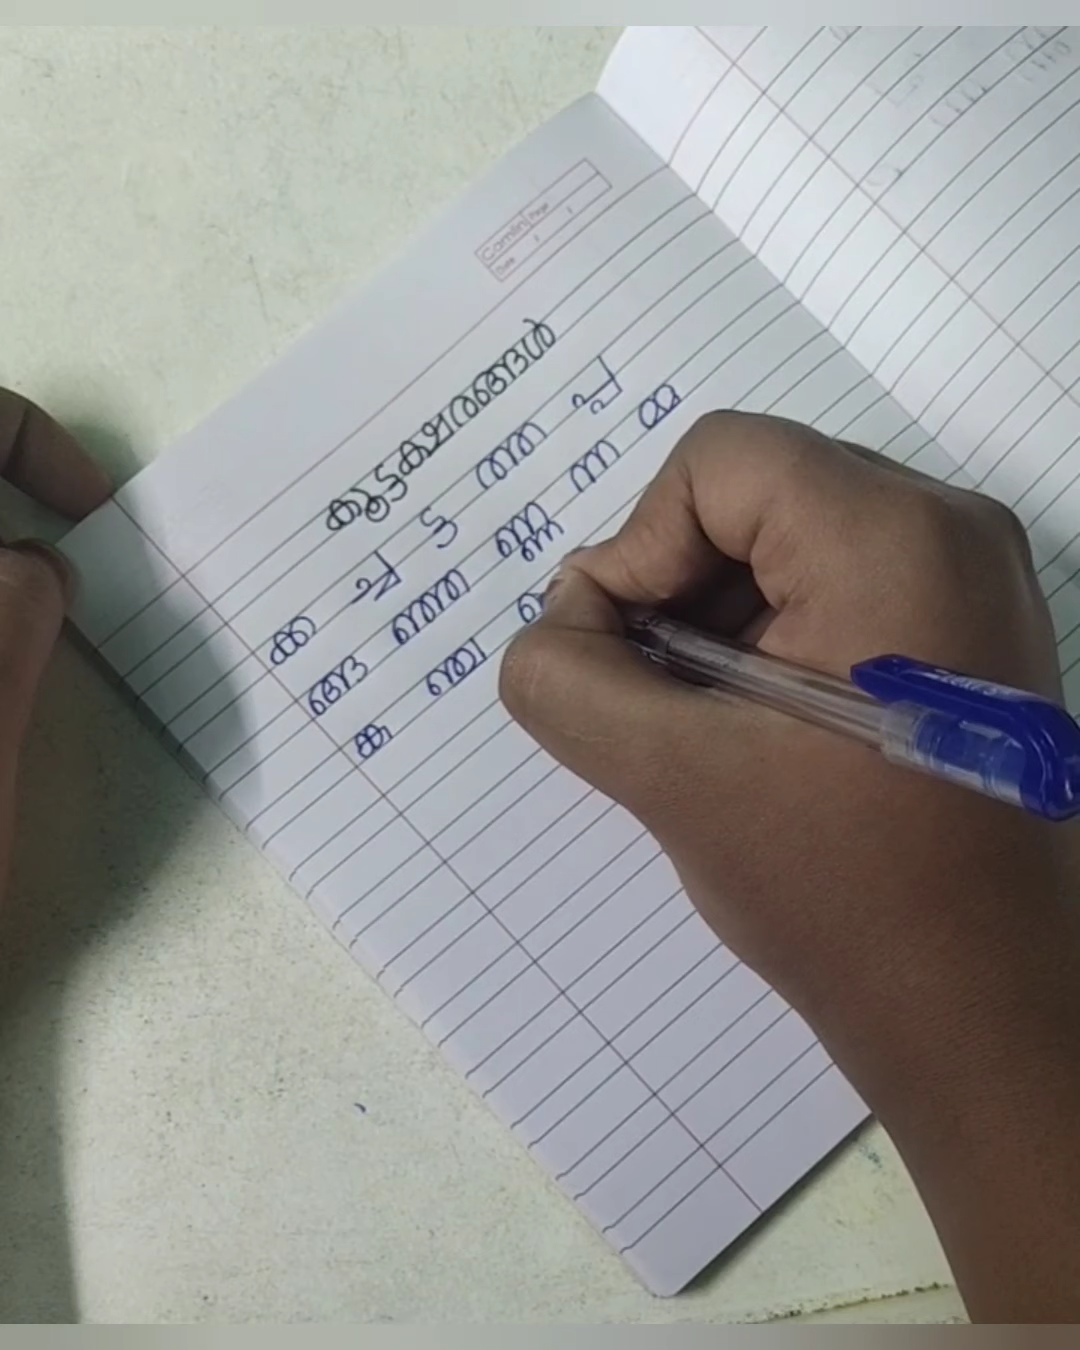 Camlin Page
Date
കൂട്ടക്ഷരങ്ങൾ
ക്ക ച്ച ട്ട ത്ത പ്പ
ങ്ങ ഞ്ഞ ണ്ണ ന്ന മ്മ
ങ്ക ഞ്ച